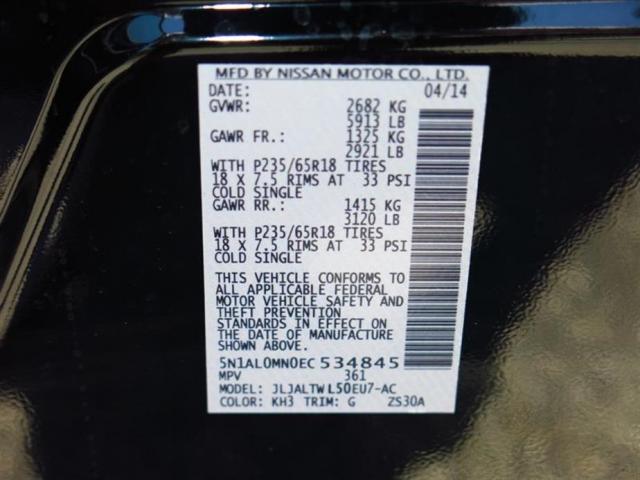 MFD BY NISSAN MOTOR CO., LTD.
DATE: 04/14
GVWR: 2682 KG
5913 LB
GAWR FR.: 1325 KG
2921 LB
WITH P235/65R18 TIRES
18 X 7.5 RIMS AT 33 PSI
COLD SINGLE
GAWR RR.: 1415 KG
3120 LB
WITH P235/65R18 TIRES
18 X 7.5 RIMS AT 33 PSI
COLD SINGLE
THIS VEHICLE CONFORMS TO
ALL APPLICABLE FEDERAL
MOTOR VEHICLE SAFETY AND
THEFT PREVENTION
STANDARDS IN EFFECT ON THE
DATE OF MANUFACTURE
SHOWN ABOVE.
5N1AL0MN0EC534845
MPV 361
MODEL: JLJALTWL50EU7-AC
COLOR: KH3 TRIM: G ZS30A